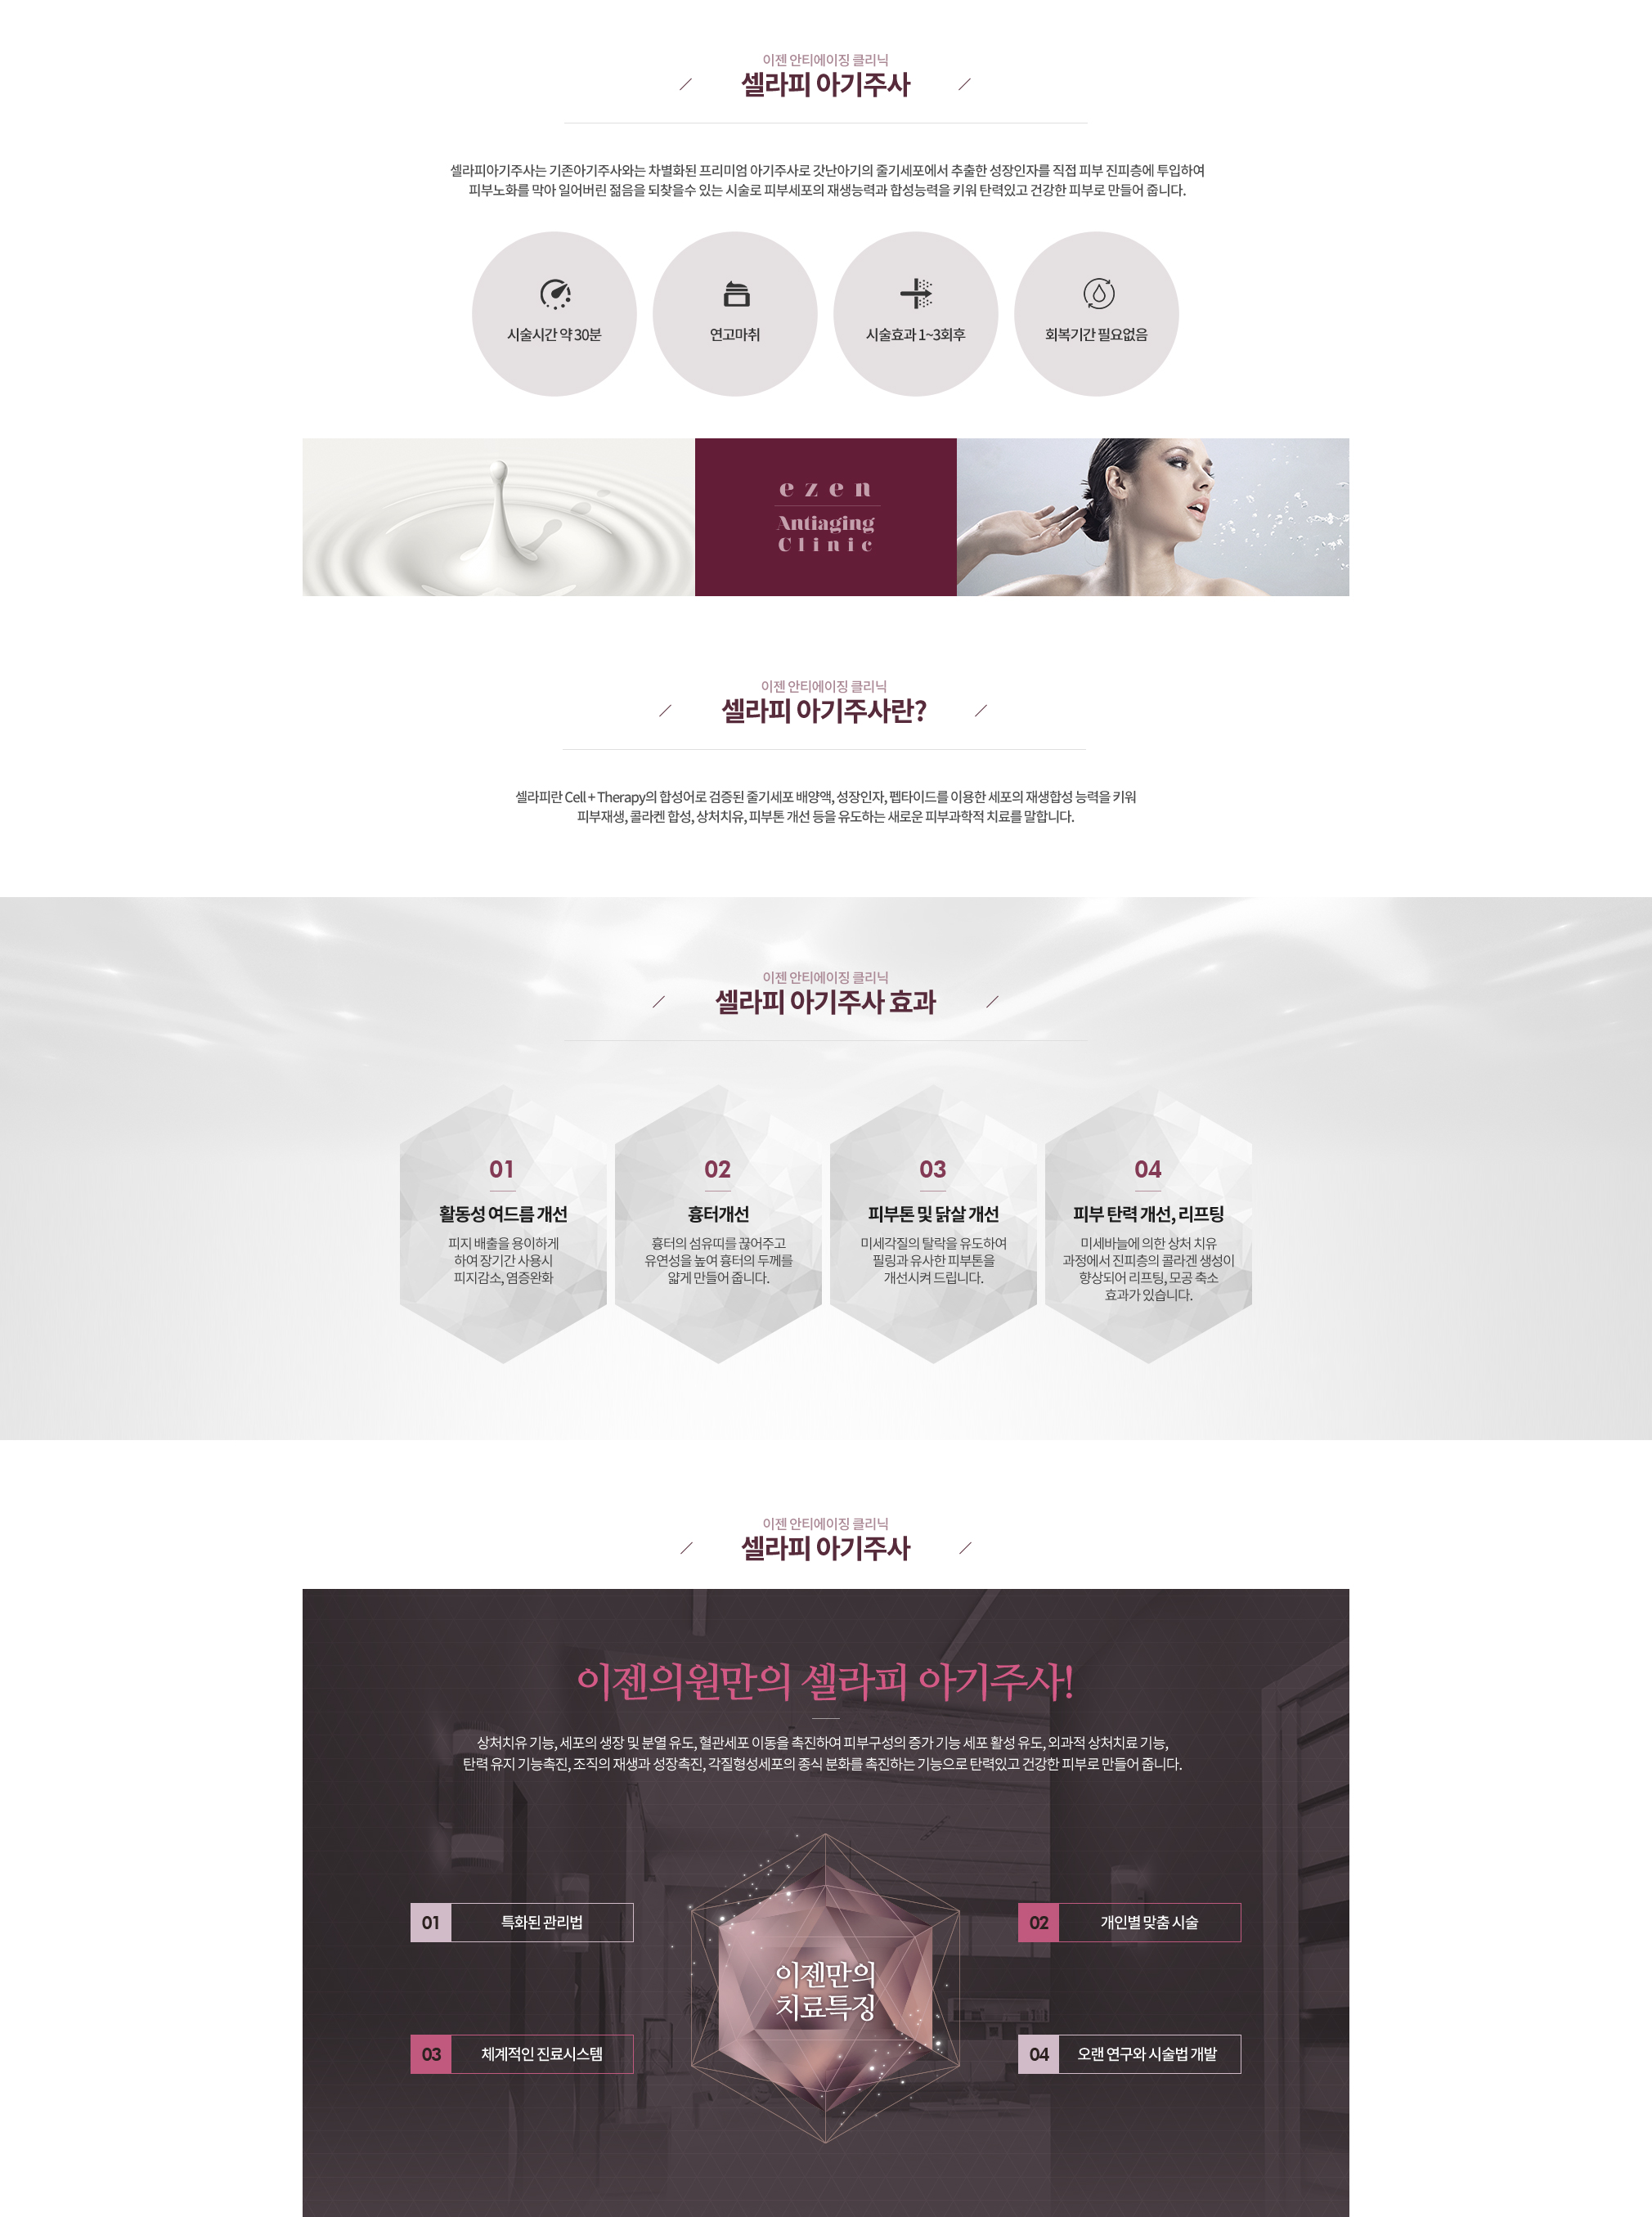 이젠 안티에이징 클리닉
셀라피 아기주사
셀라피아기주사는 기존아기주사와는 차별화된 프리미엄 아기주사로 갓난아기의 줄기세포에서 추출한 성장인자를 직접 피부 진피층에 투입하여
피부노화를 막아 일어버린 젊음을 되찾을수 있는 시술로 피부세포의 재생능력과 합성능력을 키워 탄력있고 건강한 피부로 만들어 줍니다.
시술시간 약 30분
연고마취
시술효과 1~3회후
회복기간 필요없음
ezen
Antiaging
Clinic
이젠 안티에이징 클리닉
셀라피 아기주사란?
셀라피란 Cell + Therapy의 합성어로 검증된 줄기세포 배양액, 성장인자, 펩타이드를 이용한 세포의 재생합성 능력을 키워
피부재생, 콜라켄 합성, 상처치유, 피부톤 개선 등을 유도하는 새로운 피부과학적 치료를 말합니다.
이젠 안티에이징 클리닉
셀라피 아기주사 효과
01
활동성 여드름 개선
피지 배출을 용이하게
하여 장기간 사용시
피지감소, 염증완화
02
흉터개선
흉터의 섬유띠를 끊어주고
유연성을 높여 흉터의 두께를
얇게 만들어 줍니다.
03
피부톤 및 닭살 개선
미세각질의 탈락을 유도하여
필링과 유사한 피부톤을
개선시켜 드립니다.
04
피부 탄력 개선, 리프팅
미세바늘에 의한 상처 치유
과정에서 진피층의 콜라겐 생성이
향상되어 리프팅, 모공 축소
효과가 있습니다.
이젠 안티에이징 클리닉
셀라피 아기주사
이젠의원만의 셀라피 아기주사!
상처치유 기능, 세포의 생장 및 분열 유도, 혈관세포 이동을 촉진하여 피부구성의 증가 기능 세포 활성 유도, 외과적 상처치료 기능,
탄력 유지 기능촉진, 조직의 재생과 성장촉진, 각질형성세포의 종식 분화를 촉진하는 기능으로 탄력있고 건강한 피부로 만들어 줍니다.
01 특화된 관리법
02 개인별 맞춤 시술
이젠만의
치료특징
03 체계적인 진료시스템
04 오랜 연구와 시술법 개발